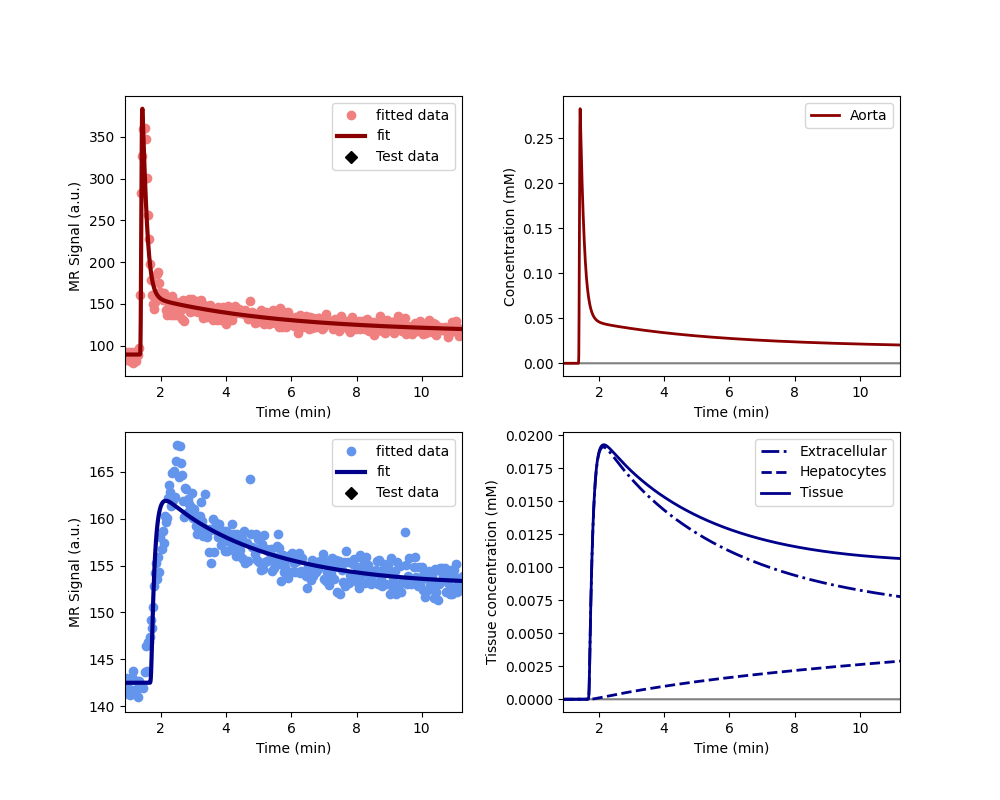 MR Signal (a.u.)
350
300
250
200
150
100
fitted data
fit
Test data
2 4 6 8 10
Time (min)
Concentration (mM)
0.25
0.20
0.15
0.10
0.05
0.00
Aorta
2 4 6 8 10
Time (min)
MR Signal (a.u.)
165
160
155
150
145
140
fitted data
fit
Test data
2 4 6 8 10
Time (min)
Tissue concentration (mM)
0.0200
0.0175
0.0150
0.0125
0.0100
0.0075
0.0050
0.0025
0.0000
Extracellular
Hepatocytes
Tissue
2 4 6 8 10
Time (min)